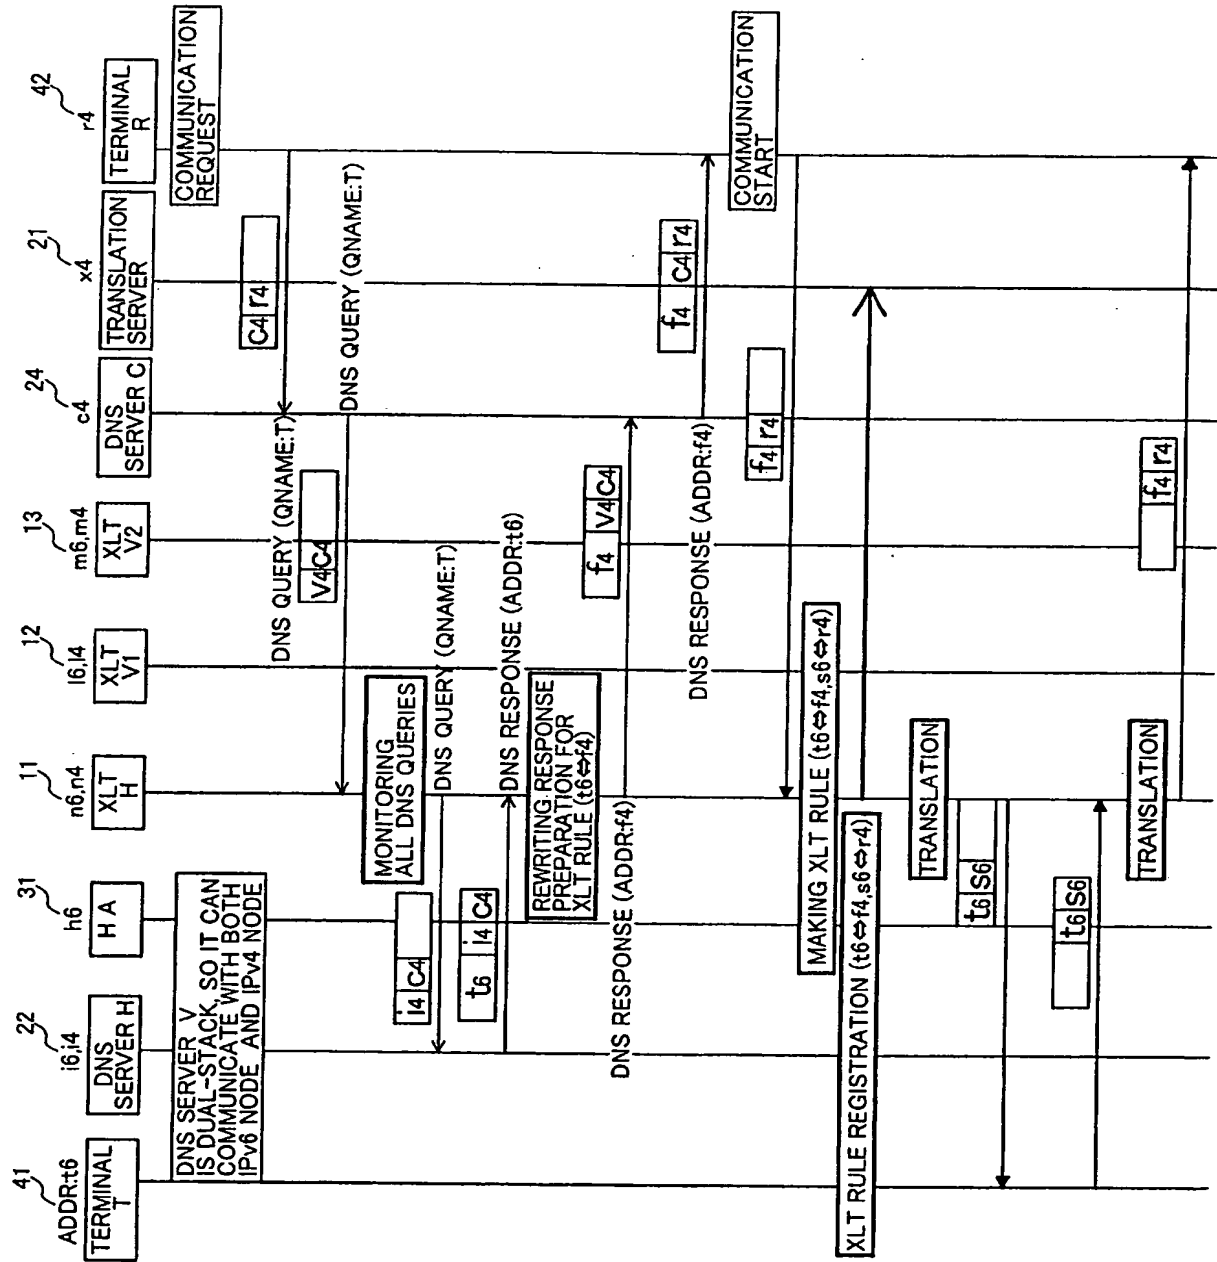 41
ADDR:t6
TERMINAL
T
22
i6,i4
DNS
SERVER H
31
h6
H A
11
n6,n4
XLT
H
12
l6,l4
XLT
V1
13
m6,m4
XLT
V2
24
c4
DNS
SERVER C
21
x4
TRANSLATION
SERVER
42
r4
TERMINAL
R
DNS SERVER V
IS DUAL-STACK, SO IT CAN
COMMUNICATE WITH BOTH
IPv6 NODE AND IPv4 NODE
COMMUNICATION
REQUEST
C4 r4
DNS QUERY (QNAME:T)
V4 C4
DNS QUERY (QNAME:T)
MONITORING
ALL DNS QUERIES
i4 C4
DNS QUERY (QNAME:T)
t6 i4 C4
DNS RESPONSE (ADDR:t6)
REWRITING RESPONSE
PREPARATION FOR
XLT RULE (t6⇔f4)
f4 V4 C4
DNS RESPONSE (ADDR:f4)
f4 C4 r4
DNS RESPONSE (ADDR:f4)
COMMUNICATION
START
f4 r4
MAKING XLT RULE (t6⇔f4,s6⇔r4)
XLT RULE REGISTRATION (t6⇔f4,s6⇔r4)
TRANSLATION
t6 s6
t6 s6
TRANSLATION
f4 r4